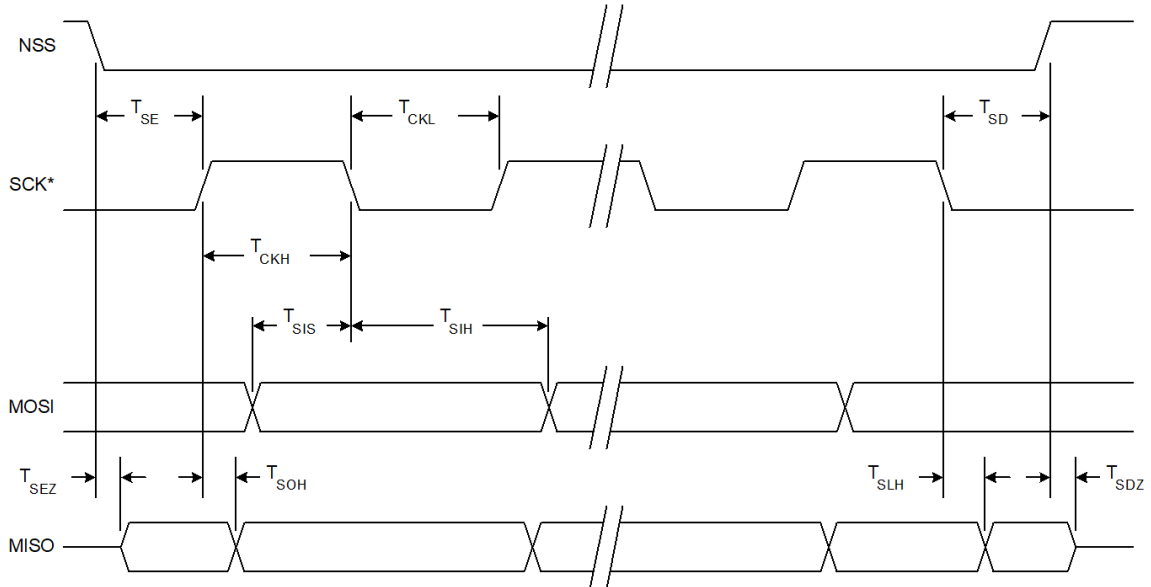 NSS
T SE
T CKL
T SD
SCK*
T CKH
T SIS
T SIH
MOSI
T SEZ
T SOH
T SLH
T SDZ
MISO